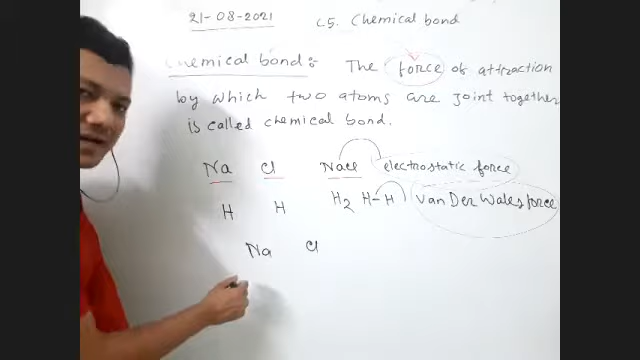 21-08-2021 C5. Chemical bond
Chemical bond: The force of attraction
by which two atoms are joint together
is called chemical bond.
Na Cl NaCl electrostatic force
H H H2 H-H Van Der Wales force
Na Cl